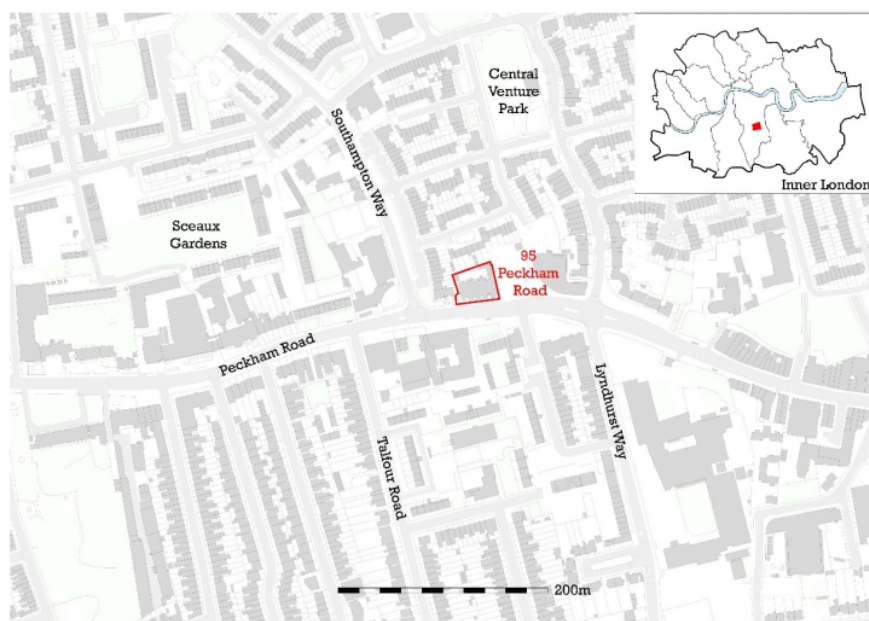 Central
Venture
Park
Inner London
Southampton Way
Sceaux
Gardens
95
Peckham
Road
Peckham Road
Lyndhurst Way
Talfour Road
200m